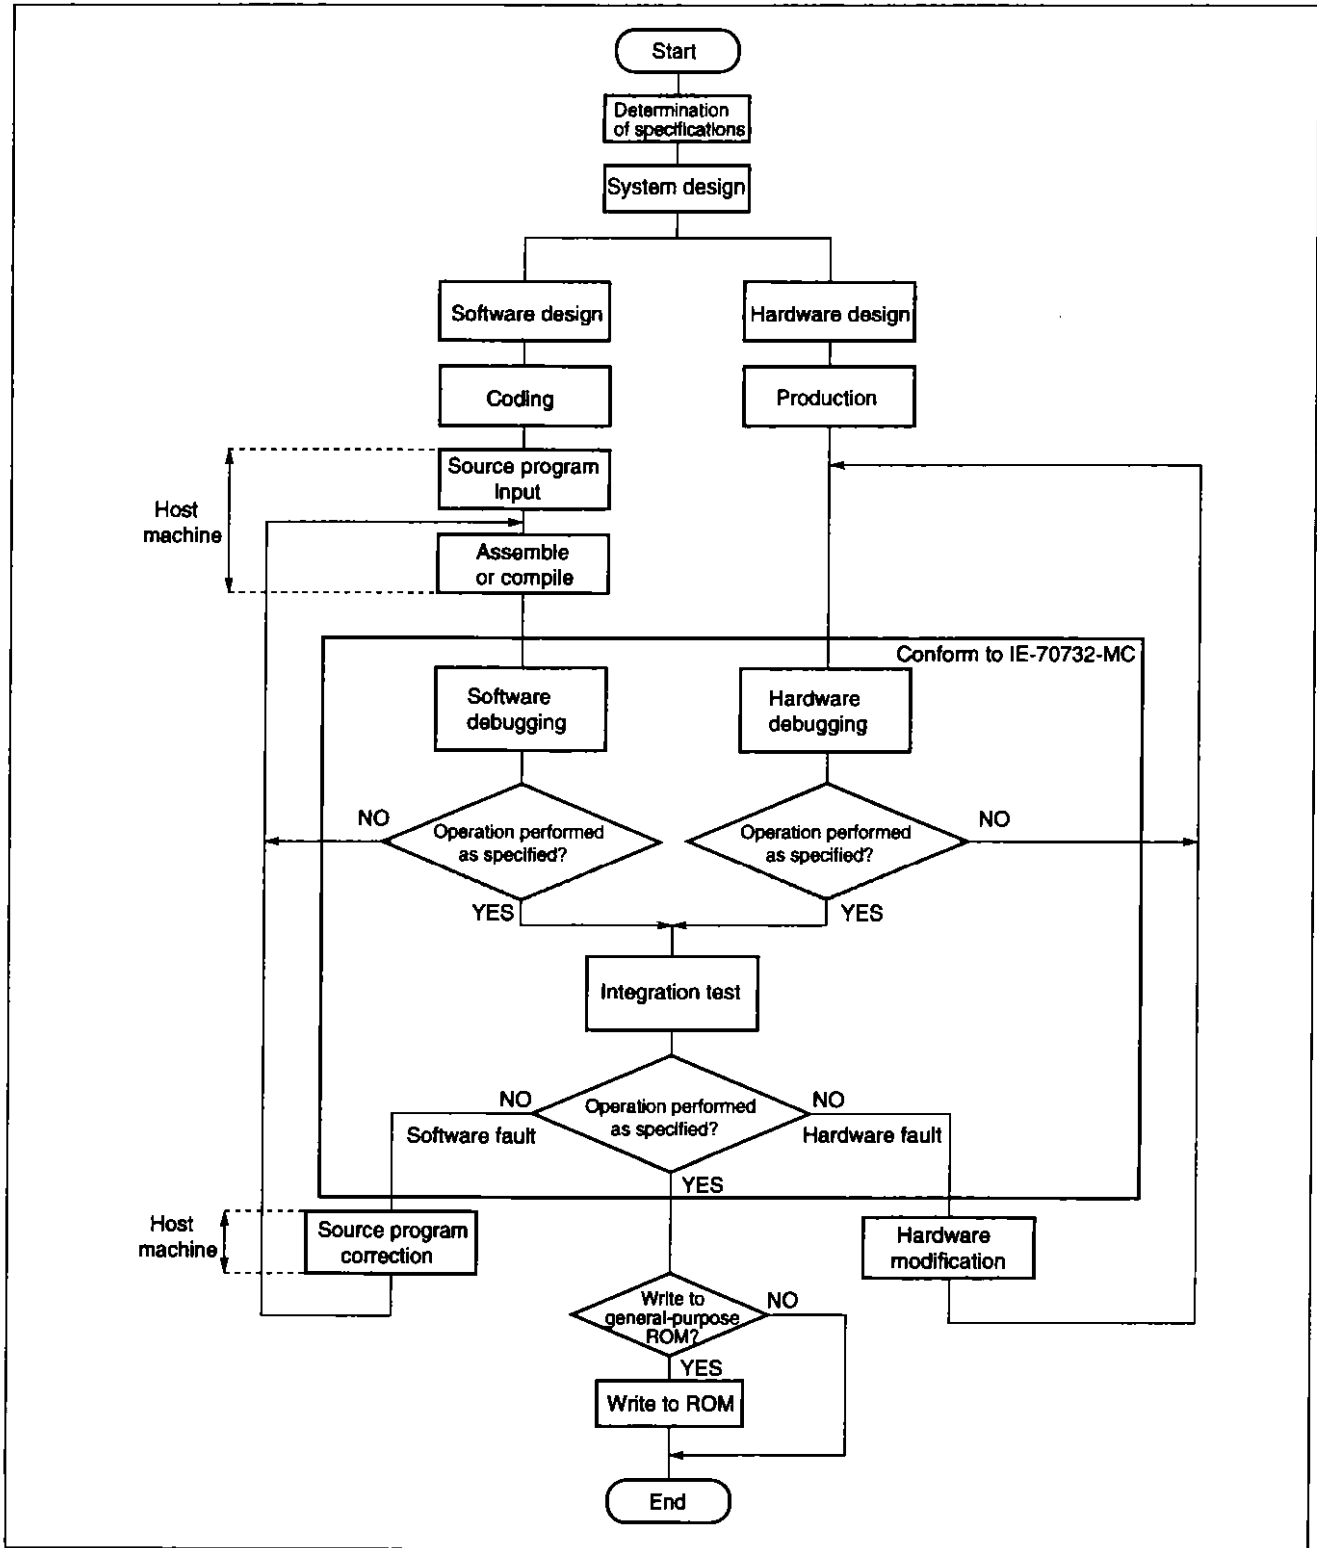 Start
Determination
of specifications
System design
Software design
Hardware design
Coding
Production
Source program
Input
Host
machine
Assemble
or compile
Conform to IE-70732-MC
Software
debugging
Hardware
debugging
NO
Operation performed
as specified?
Operation performed
as specified?
NO
YES
YES
Integration test
NO
Operation performed
as specified?
NO
Software fault
Hardware fault
YES
Host
machine
Source program
correction
Hardware
modification
Write to
general-purpose
ROM?
NO
YES
Write to ROM
End